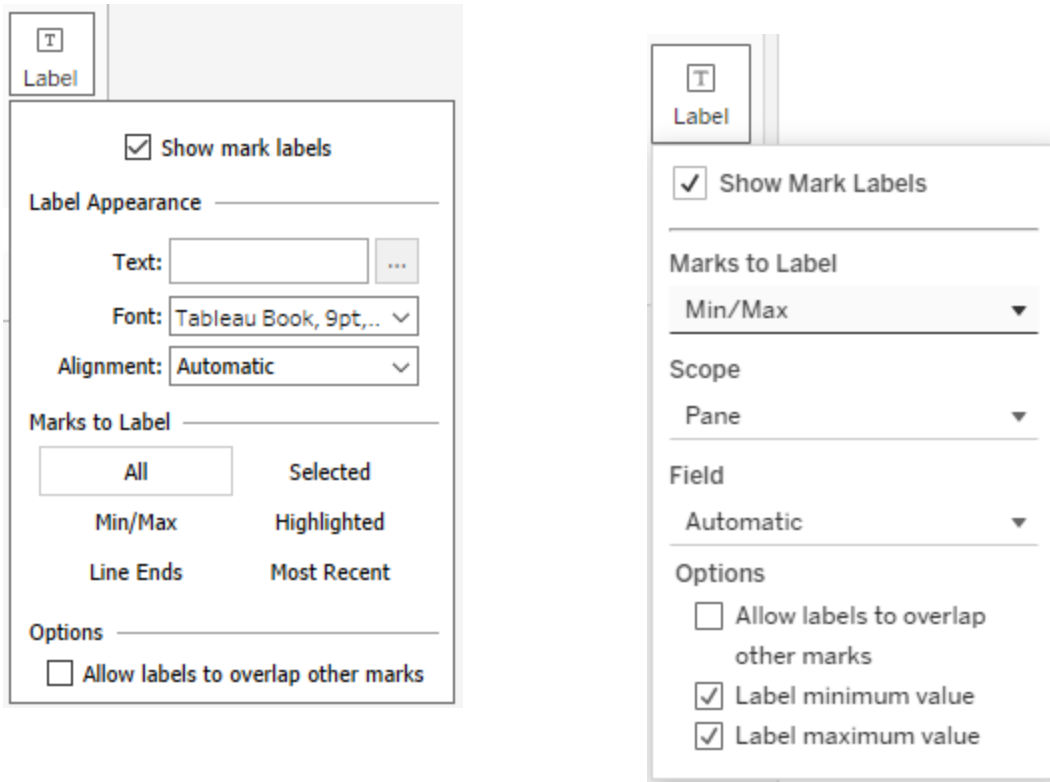 T
Label
Show mark labels
Label Appearance
Text:
...
Font: Tableau Book, 9pt,..
Alignment: Automatic
Marks to Label
All Selected
Min/Max Highlighted
Line Ends Most Recent
Options
Allow labels to overlap other marks
T
Label
Show Mark Labels
Marks to Label
Min/Max
Scope
Pane
Field
Automatic
Options
Allow labels to overlap
other marks
Label minimum value
Label maximum value